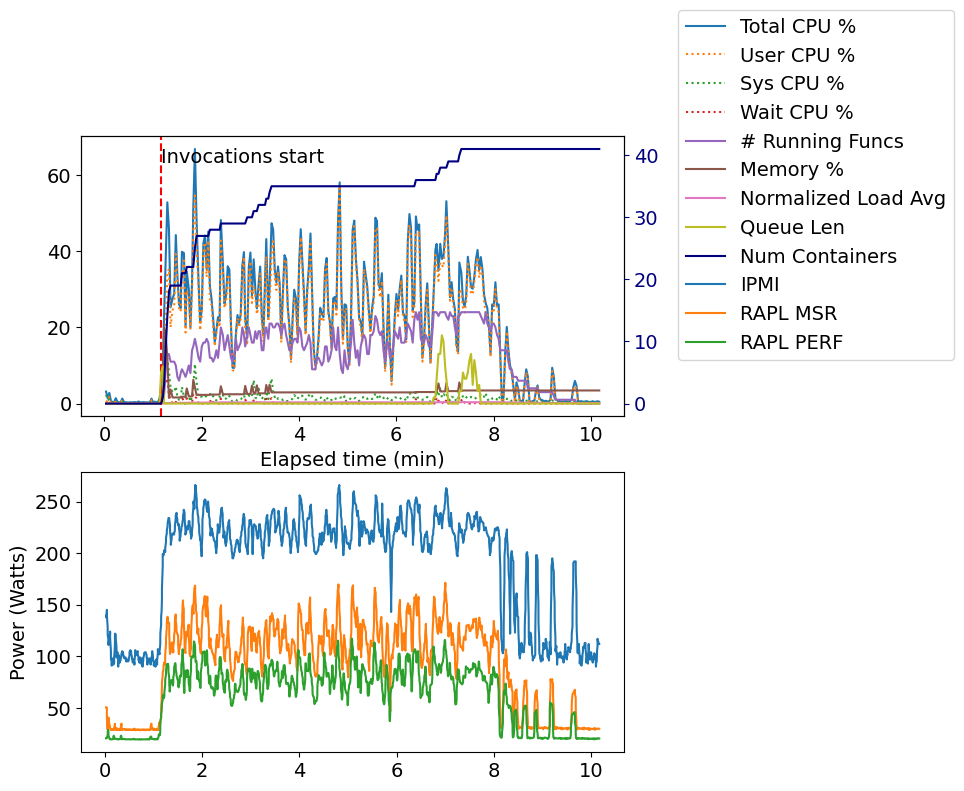 Total CPU %
User CPU %
Sys CPU %
Wait CPU %
# Running Funcs
Memory %
Normalized Load Avg
Queue Len
Num Containers
IPMI
RAPL MSR
RAPL PERF
Invocations start
60
40
20
0
40
30
20
10
0
0 2 4 6 8 10
Elapsed time (min)
Power (Watts)
250
200
150
100
50
0 2 4 6 8 10